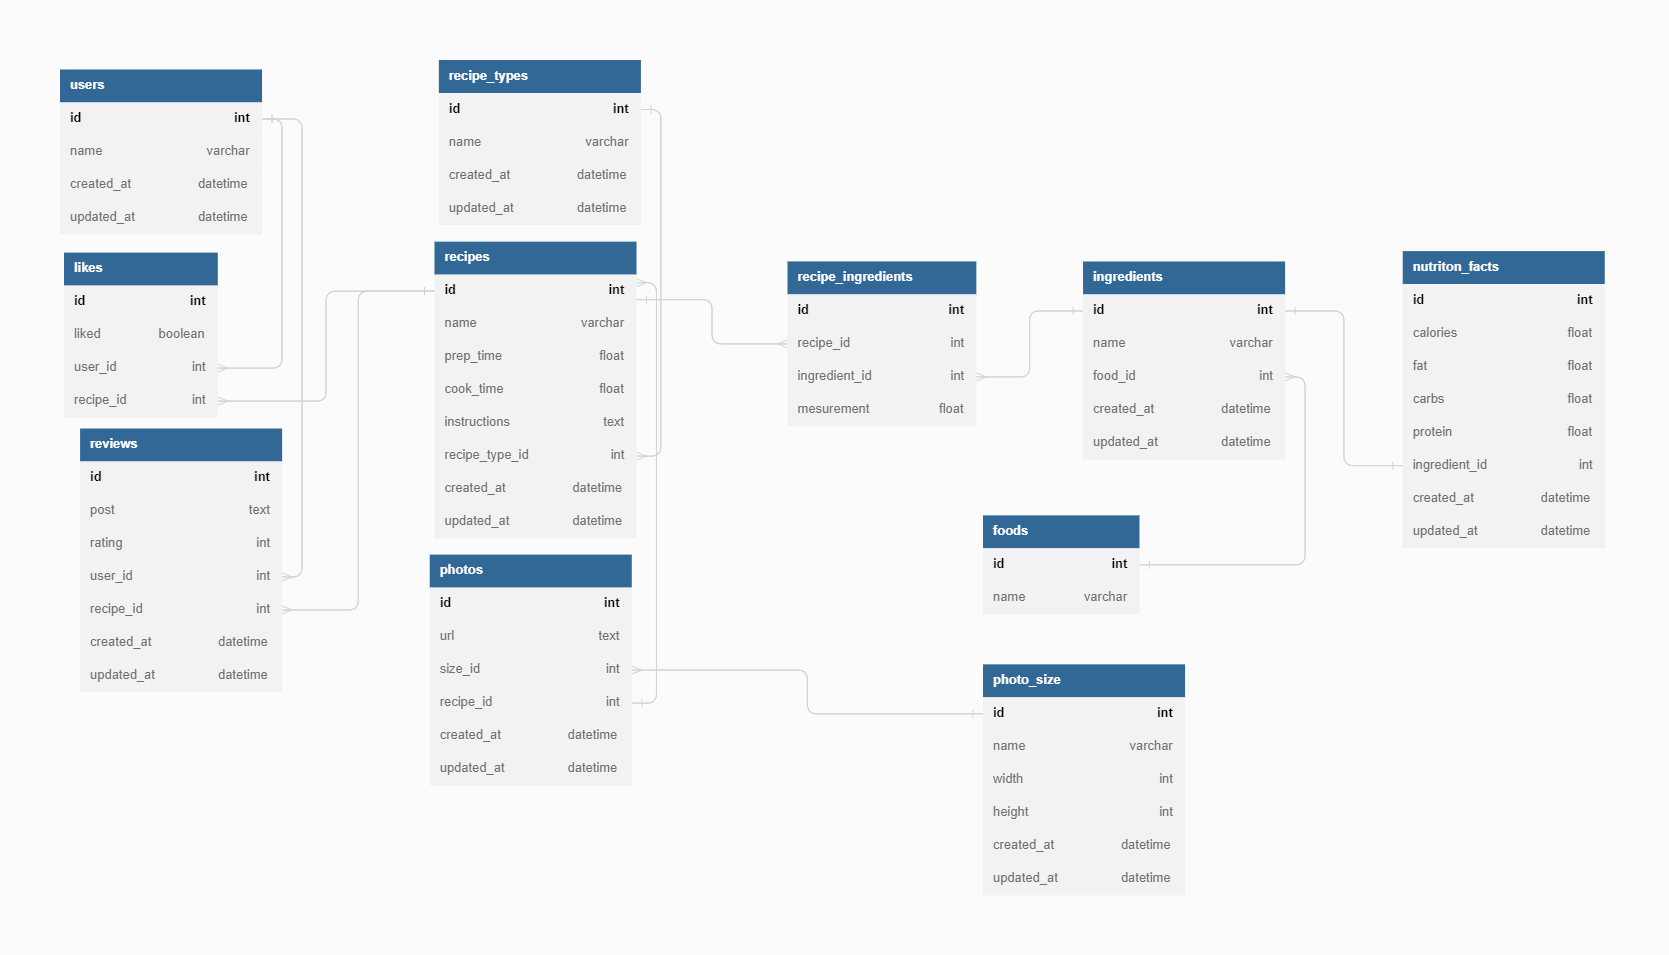 users
id int
name varchar
created_at datetime
updated_at datetime
likes
id int
liked boolean
user_id int
recipe_id int
reviews
id int
post text
rating int
user_id int
recipe_id int
created_at datetime
updated_at datetime
recipe_types
id int
name varchar
created_at datetime
updated_at datetime
recipes
id int
name varchar
prep_time float
cook_time float
instructions text
recipe_type_id int
created_at datetime
updated_at datetime
photos
id int
url text
size_id int
recipe_id int
created_at datetime
updated_at datetime
recipe_ingredients
id int
recipe_id int
ingredient_id int
mesurement float
ingredients
id int
name varchar
food_id int
created_at datetime
updated_at datetime
foods
id int
name varchar
photo_size
id int
name varchar
width int
height int
created_at datetime
updated_at datetime
nutriton_facts
id int
calories float
fat float
carbs float
protein float
ingredient_id int
created_at datetime
updated_at datetime